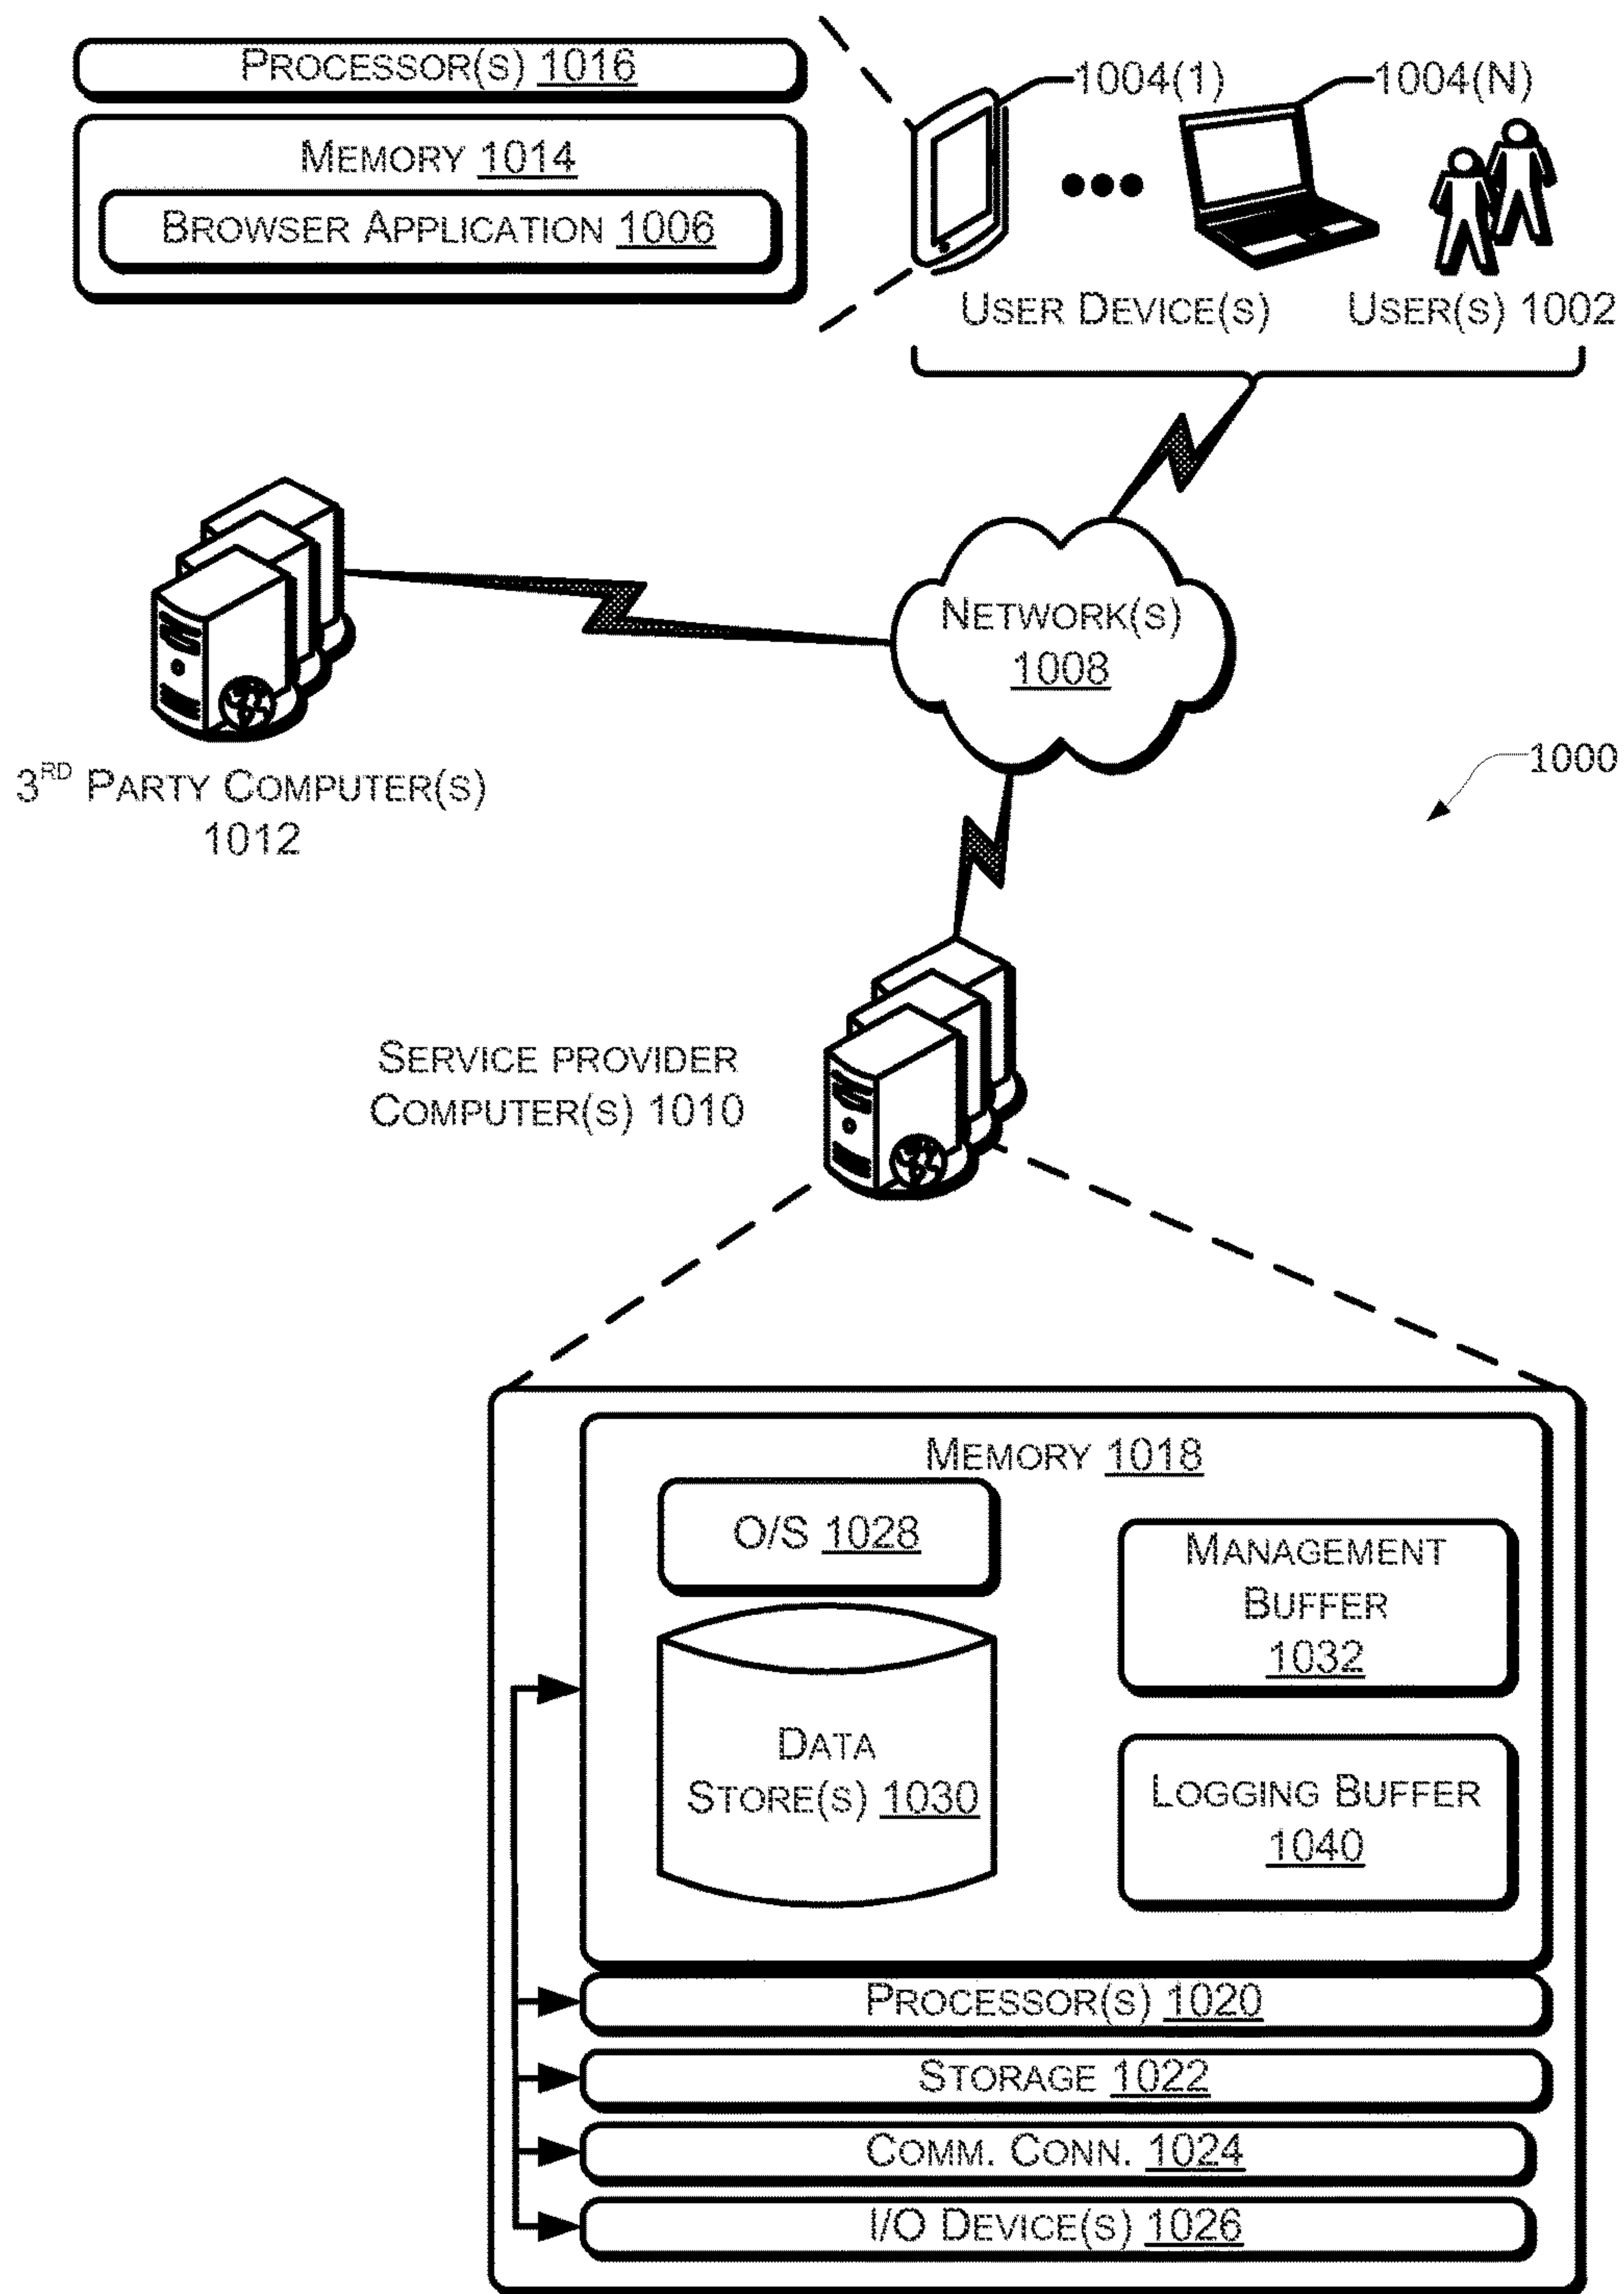 PROCESSOR(S) 1016
MEMORY 1014
BROWSER APPLICATION 1006
1004(1)
1004(N)
USER DEVICE(S)
USER(S) 1002
NETWORK(S)
1008
3RD PARTY COMPUTER(S)
1012
1000
SERVICE PROVIDER
COMPUTER(S) 1010
MEMORY 1018
O/S 1028
MANAGEMENT
BUFFER
1032
DATA
STORE(S) 1030
LOGGING BUFFER
1040
PROCESSOR(S) 1020
STORAGE 1022
COMM. CONN. 1024
I/O DEVICE(S) 1026